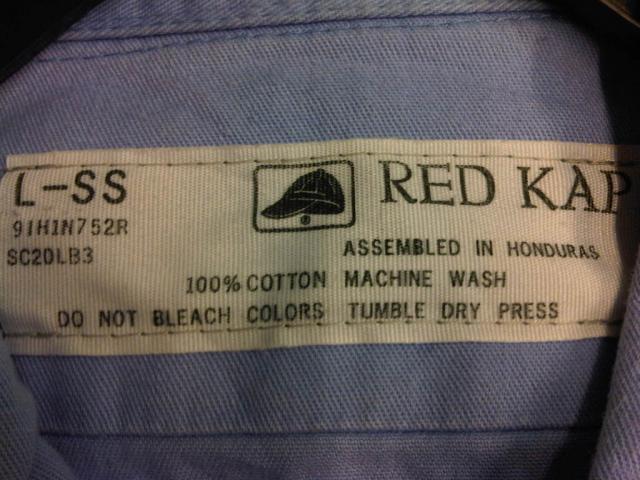 L-SS
RED KAP
91H1N752R
SC20LB3
ASSEMBLED IN HONDURAS
100% COTTON MACHINE WASH
DO NOT BLEACH COLORS TUMBLE DRY PRESS